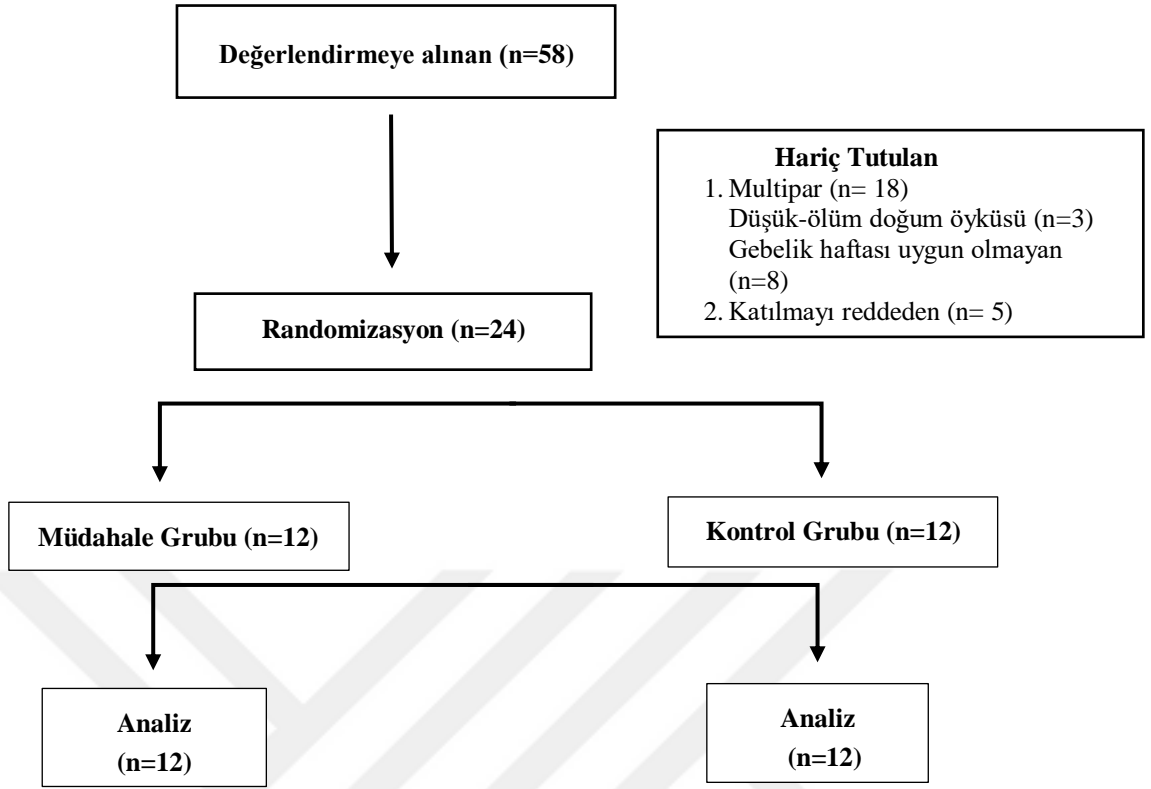 Değerlendirmeye alınan (n=58)
Hariç Tutulan
1. Multipar (n= 18)
Düşük-ölüm doğum öyküsü (n=3)
Gebelik haftası uygun olmayan
(n=8)
2. Katılmayı reddeden (n= 5)
Randomizasyon (n=24)
Müdahale Grubu (n=12)
Kontrol Grubu (n=12)
Analiz
(n=12)
Analiz
(n=12)